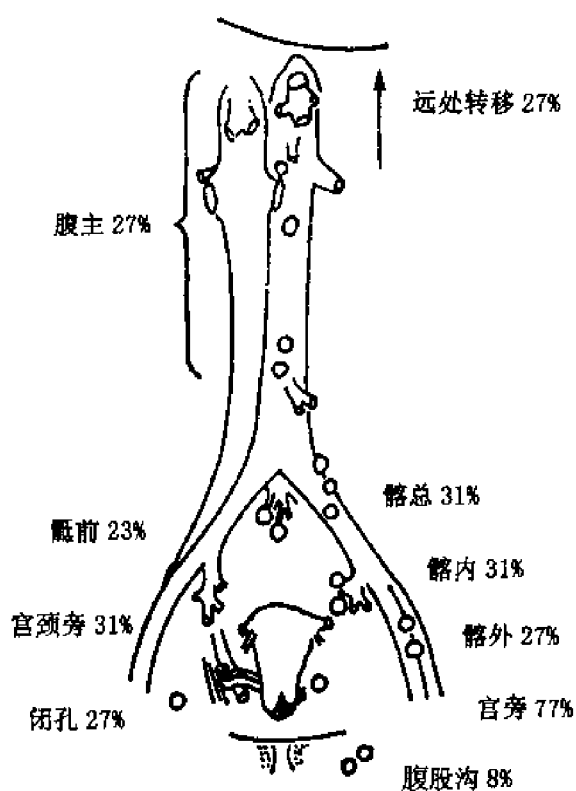 远处转移 27%
腹主 27%
髂总 31%
骶前 23%
髂内 31%
宫颈旁 31%
髂外 27%
闭孔 27%
宫旁 77%
腹股沟 8%